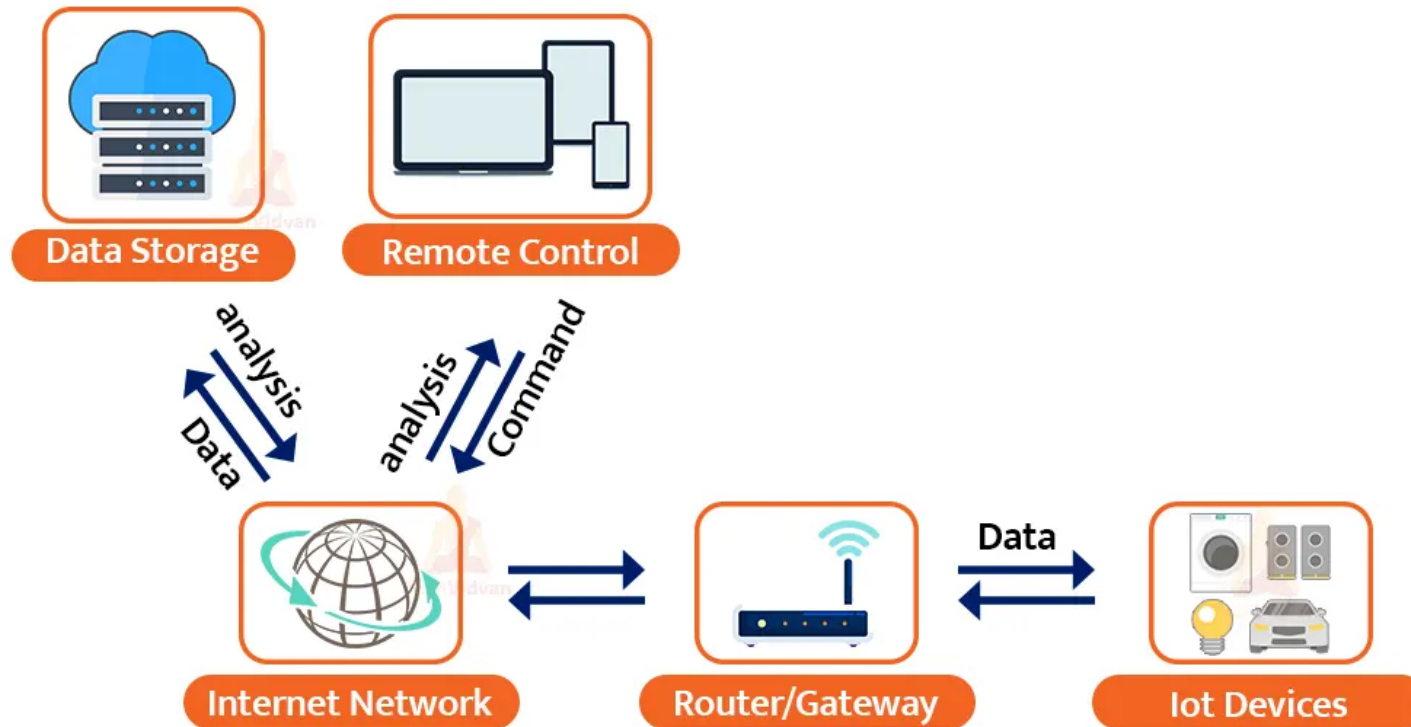 Data Storage
Remote Control
analysis
Data
analysis
Command
Data
Internet Network
Router/Gateway
Iot Devices